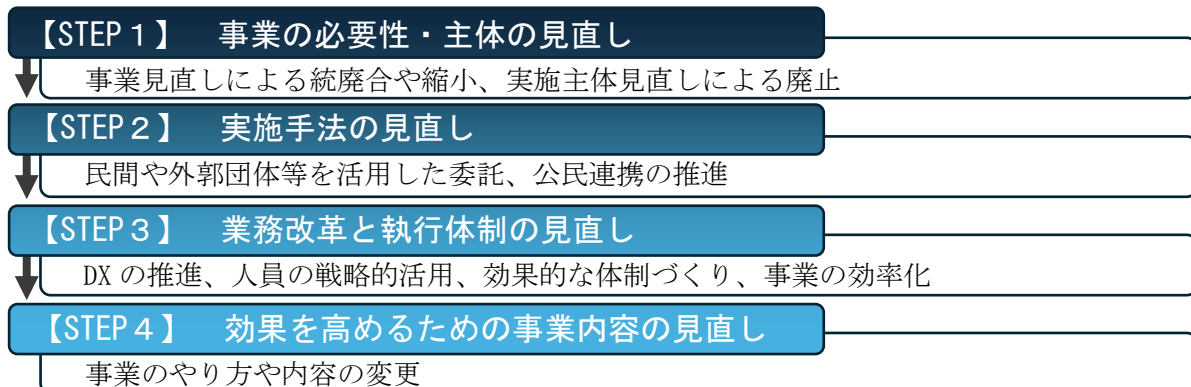 【STEP１】　事業の必要性・主体の見直し
事業見直しによる統廃合や縮小、実施主体見直しによる廃止
【STEP２】　実施手法の見直し
民間や外郭団体等を活用した委託、公民連携の推進
【STEP３】　業務改革と執行体制の見直し
DX の推進、人員の戦略的活用、効果的な体制づくり、事業の効率化
【STEP４】　効果を高めるための事業内容の見直し
事業のやり方や内容の変更